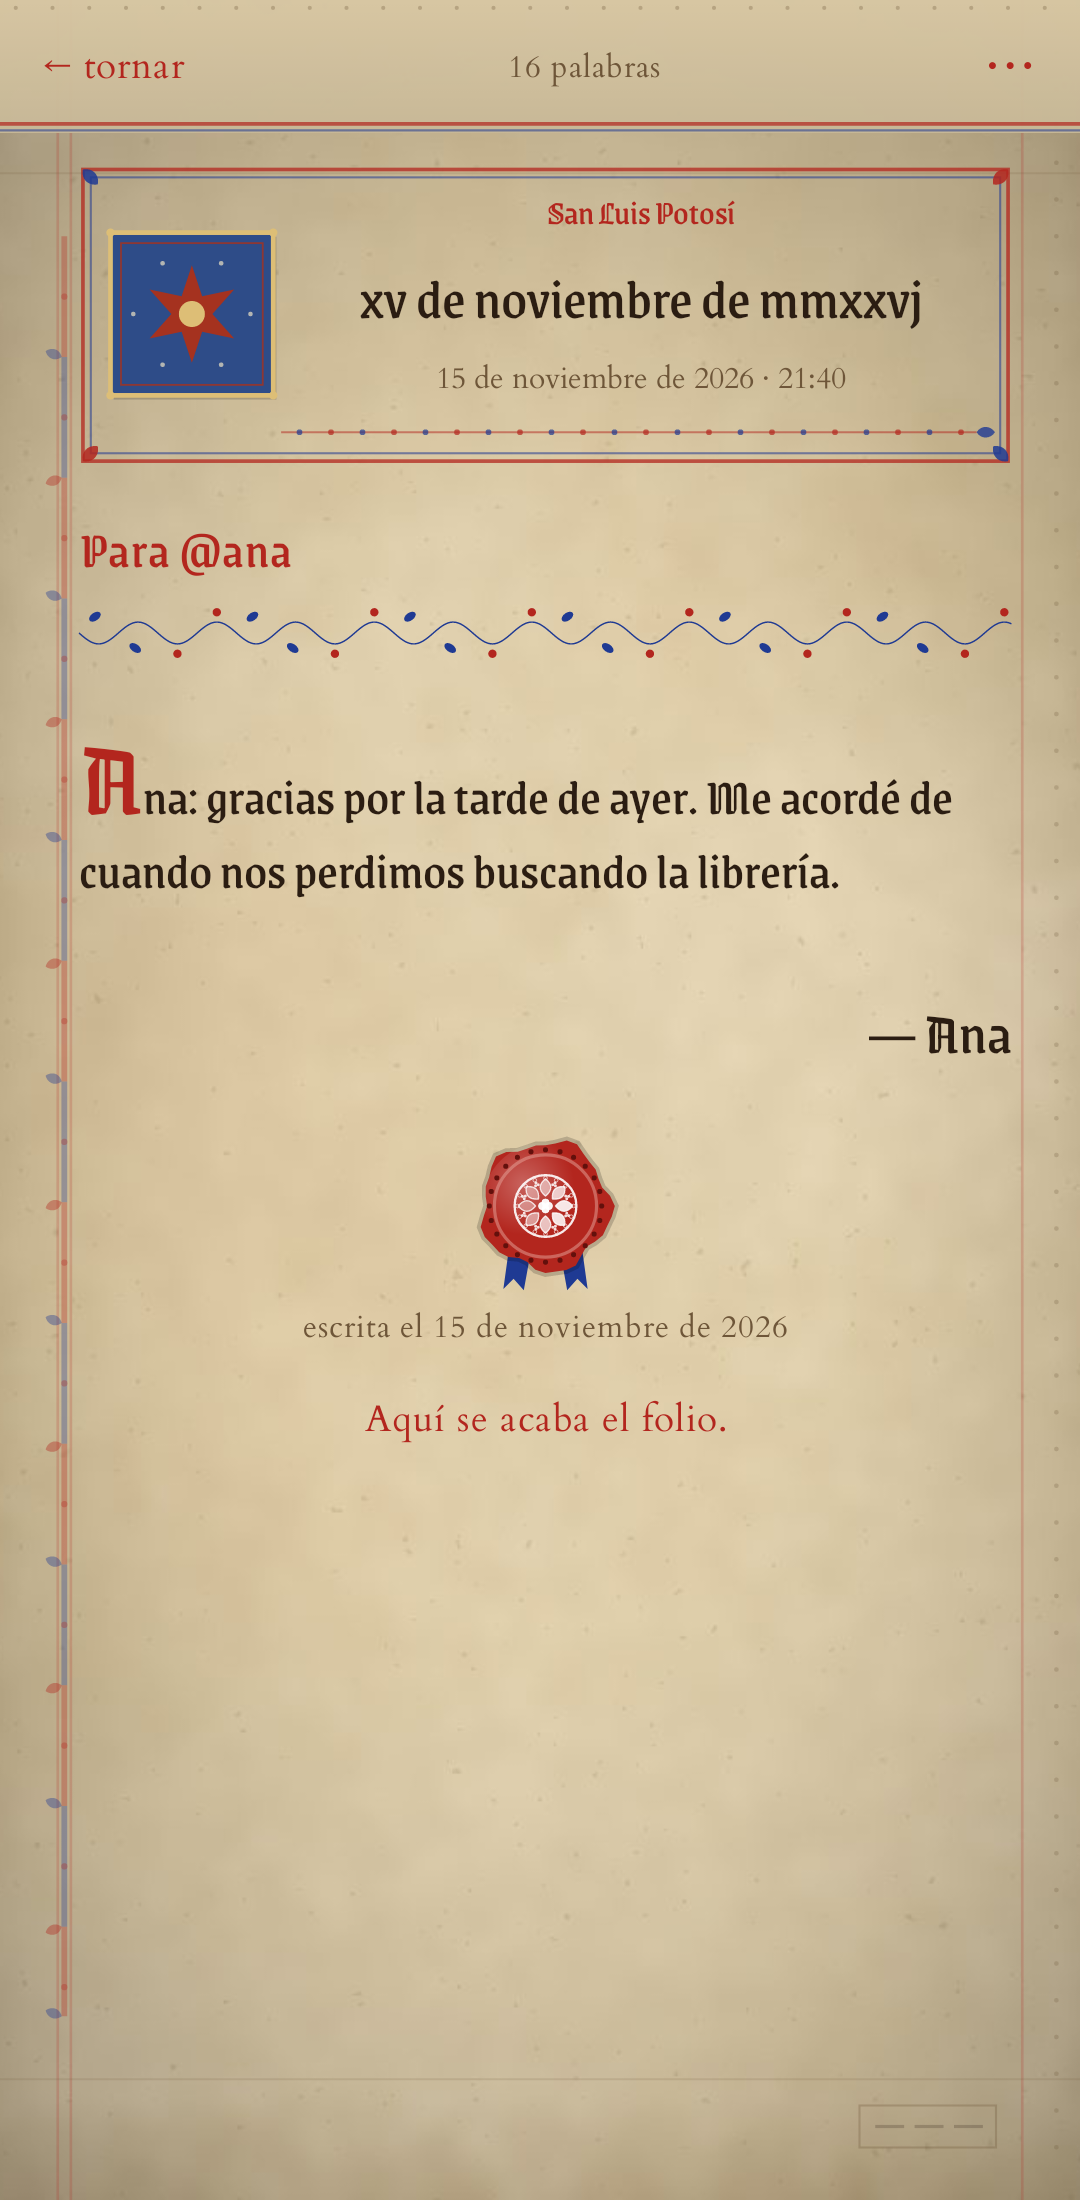 ← tornar
16 palabras
•••
San Luis Potosí
xv de noviembre de mmxxvj
15 de noviembre de 2026 · 21:40
Para @ana
Ana: gracias por la tarde de ayer. Me acordé de
cuando nos perdimos buscando la librería.
— Ana
escrita el 15 de noviembre de 2026
Aquí se acaba el folio.